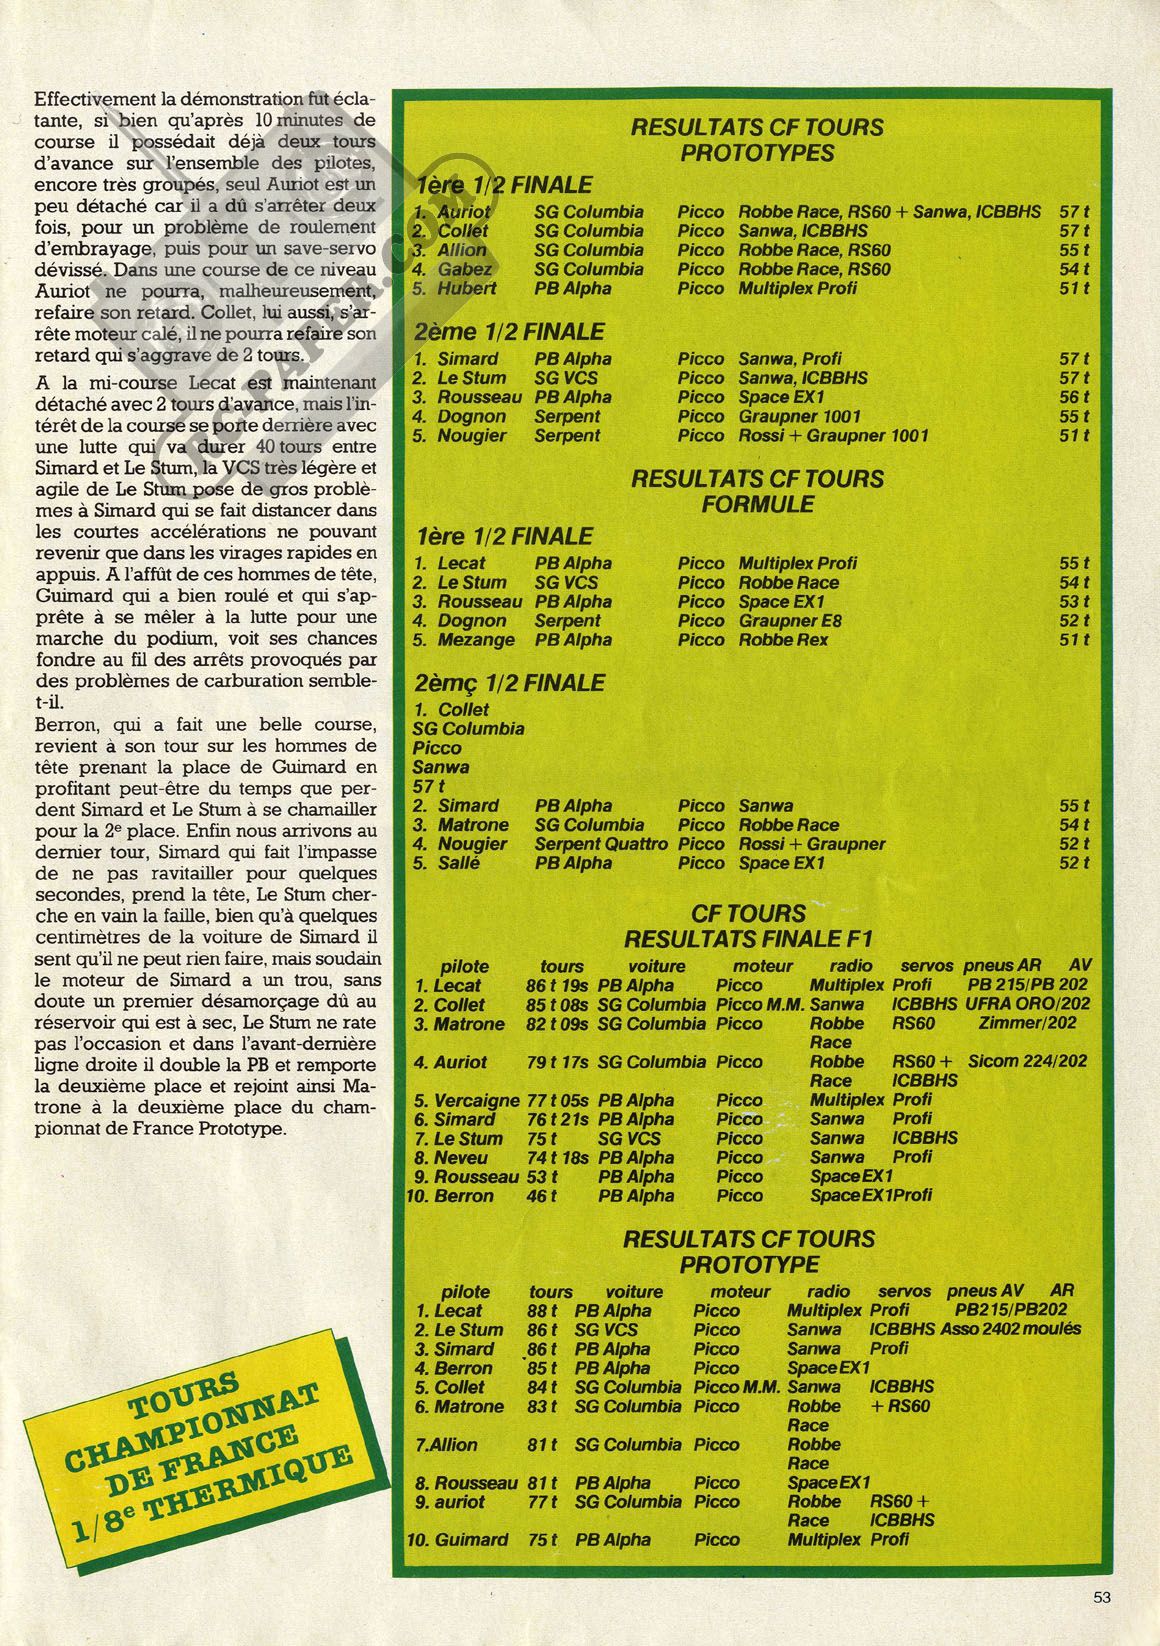 Effectivement la démonstration fut écla-
tante, si bien qu'après 10 minutes de
course il possédait déjà deux tours
d'avance sur l'ensemble des pilotes,
encore très groupés, seul Auriot est un
peu détaché car il a dû s'arrêter deux
fois, pour un problème de roulement
d'embrayage, puis pour un save-servo
dévissé. Dans une course de ce niveau
Auriot ne pourra, malheureusement,
refaire son retard. Collet, lui aussi, s'ar-
rête moteur calé, il ne pourra refaire son
retard qui s'aggrave de 2 tours.
A la mi-course Lecat est maintenant
détaché avec 2 tours d'avance, mais l'in-
térêt de la course se porte derrière avec
une lutte qui va durer 40 tours entre
Simard et Le Stum, la VCS très légère et
agile de Le Stum pose de gros problè-
mes à Simard qui se fait distancer dans
les courtes accélérations ne pouvant
revenir que dans les virages rapides en
appuis. A l'affût de ces hommes de tête,
Guimard qui a bien roulé et qui s'ap-
prête à se mêler à la lutte pour une
marche du podium, voit ses chances
fondre au fil des arrêts provoqués par
des problèmes de carburation semble-
t-il.
Berron, qui a fait une belle course,
revient à son tour sur les hommes de
tête prenant la place de Guimard en
profitant peut-être du temps que per-
dent Simard et Le Stum à se chamailler
pour la 2e place. Enfin nous arrivons au
dernier tour, Simard qui fait l'impasse
de ne pas ravitailler pour quelques
secondes, prend la tête, Le Stum cher-
che en vain la faille, bien qu'à quelques
centimètres de la voiture de Simard il
sent qu'il ne peut rien faire, mais soudain
le moteur de Simard a un trou, sans
doute un premier désamorçage dû au
réservoir qui est à sec, Le Stum ne rate
pas l'occasion et dans l'avant-dernière
ligne droite il double la PB et remporte
la deuxième place et rejoint ainsi Ma-
trone à la deuxième place du cham-
pionnat de France Prototype.
RC-PAPER.COM
TOURS
CHAMPIONNAT
DE FRANCE
1/8e THERMIQUE
RESULTATS CF TOURS
PROTOTYPES
1ère 1/2 FINALE
1. Auriot SG Columbia Picco Robbe Race, RS60 + Sanwa, ICBBHS 57 t
2. Collet SG Columbia Picco Sanwa, ICBBHS 57 t
3. Allion SG Columbia Picco Robbe Race, RS60 55 t
4. Gabez SG Columbia Picco Robbe Race, RS60 54 t
5. Hubert PB Alpha Picco Multiplex Profi 51 t
2ème 1/2 FINALE
1. Simard PB Alpha Picco Sanwa, Profi 57 t
2. Le Stum SG VCS Picco Sanwa, ICBBHS 57 t
3. Rousseau PB Alpha Picco Space EX1 56 t
4. Dognon Serpent Picco Graupner 1001 55 t
5. Nougier Serpent Picco Rossi + Graupner 1001 51 t
RESULTATS CF TOURS
FORMULE
1ère 1/2 FINALE
1. Lecat PB Alpha Picco Multiplex Profi 55 t
2. Le Stum SG VCS Picco Robbe Race 54 t
3. Rousseau PB Alpha Picco Space EX1 53 t
4. Dognon Serpent Picco Graupner E8 52 t
5. Mezange PB Alpha Picco Robbe Rex 51 t
2èmç 1/2 FINALE
1. Collet
SG Columbia
Picco
Sanwa
57 t
2. Simard PB Alpha Picco Sanwa 55 t
3. Matrone SG Columbia Picco Robbe Race 54 t
4. Nougier Serpent Quattro Picco Rossi + Graupner 52 t
5. Sallé PB Alpha Picco Space EX1 52 t
CF TOURS
RESULTATS FINALE F1
pilote tours voiture moteur radio servos pneus AR AV
1. Lecat 86 t 19s PB Alpha Picco Multiplex Profi PB 215/PB 202
2. Collet 85 t 08s SG Columbia Picco M.M. Sanwa ICBBHS UFRA ORO/202
3. Matrone 82 t 09s SG Columbia Picco Robbe RS60 Zimmer/202
Race
4. Auriot 79 t 17s SG Columbia Picco Robbe RS60 + Sicom 224/202
Race ICBBHS
5. Vercaigne 77 t 05s PB Alpha Picco Multiplex Profi
6. Simard 76 t 21s PB Alpha Picco Sanwa Profi
7. Le Stum 75 t SG VCS Picco Sanwa ICBBHS
8. Neveu 74 t 18s PB Alpha Picco Sanwa Profi
9. Rousseau 53 t PB Alpha Picco Space EX1
10. Berron 46 t PB Alpha Picco Space EX1 Profi
RESULTATS CF TOURS
PROTOTYPE
pilote tours voiture moteur radio servos pneus AV AR
1. Lecat 88 t PB Alpha Picco Multiplex Profi PB215/PB202
2. Le Stum 86 t SG VCS Picco Sanwa ICBBHS Asso 2402 moulés
3. Simard 86 t PB Alpha Picco Sanwa Profi
4. Berron 85 t PB Alpha Picco Space EX1
5. Collet 84 t SG Columbia Picco M.M. Sanwa ICBBHS
6. Matrone 83 t SG Columbia Picco Robbe + RS60
Race
7.Allion 81 t SG Columbia Picco Robbe
Race
8. Rousseau 81 t PB Alpha Picco Space EX1
9. auriot 77 t SG Columbia Picco Robbe RS60 +
Race ICBBHS
10. Guimard 75 t PB Alpha Picco Multiplex Profi
53